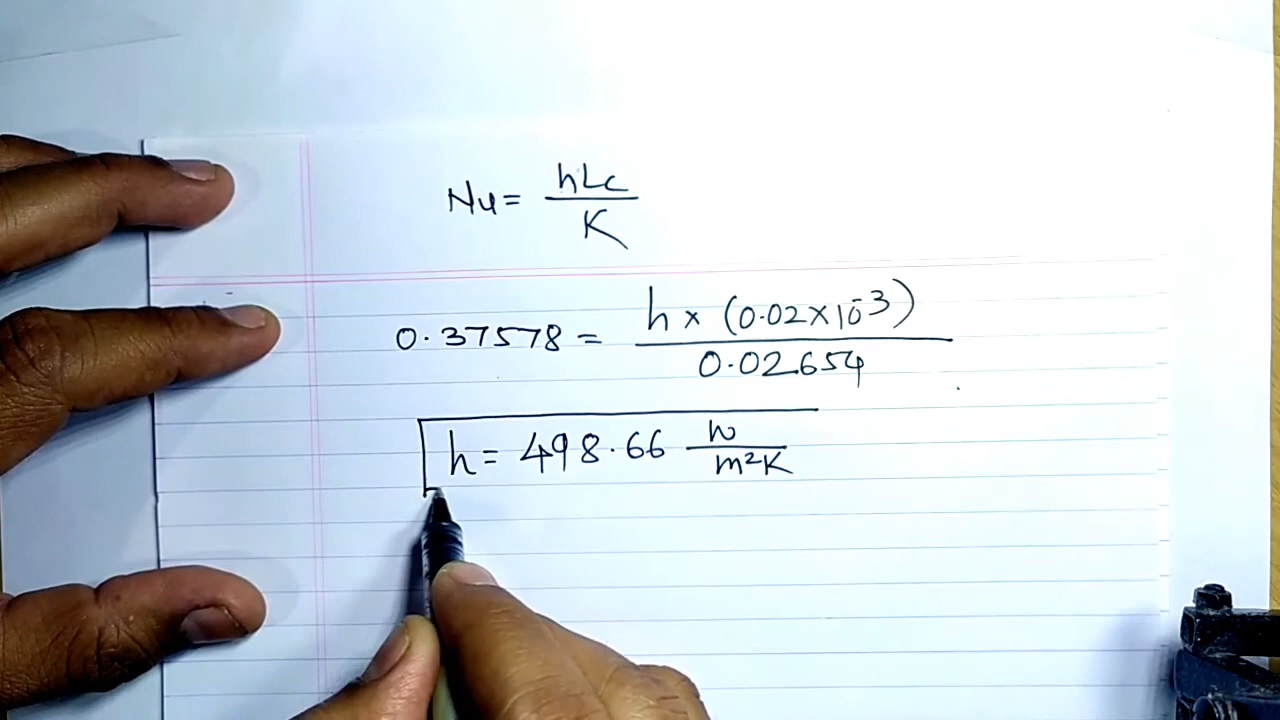 Nu = hLc / K
0.37578 = h × (0.02×10⁻³) / 0.02654
h = 498.66 W / m²K